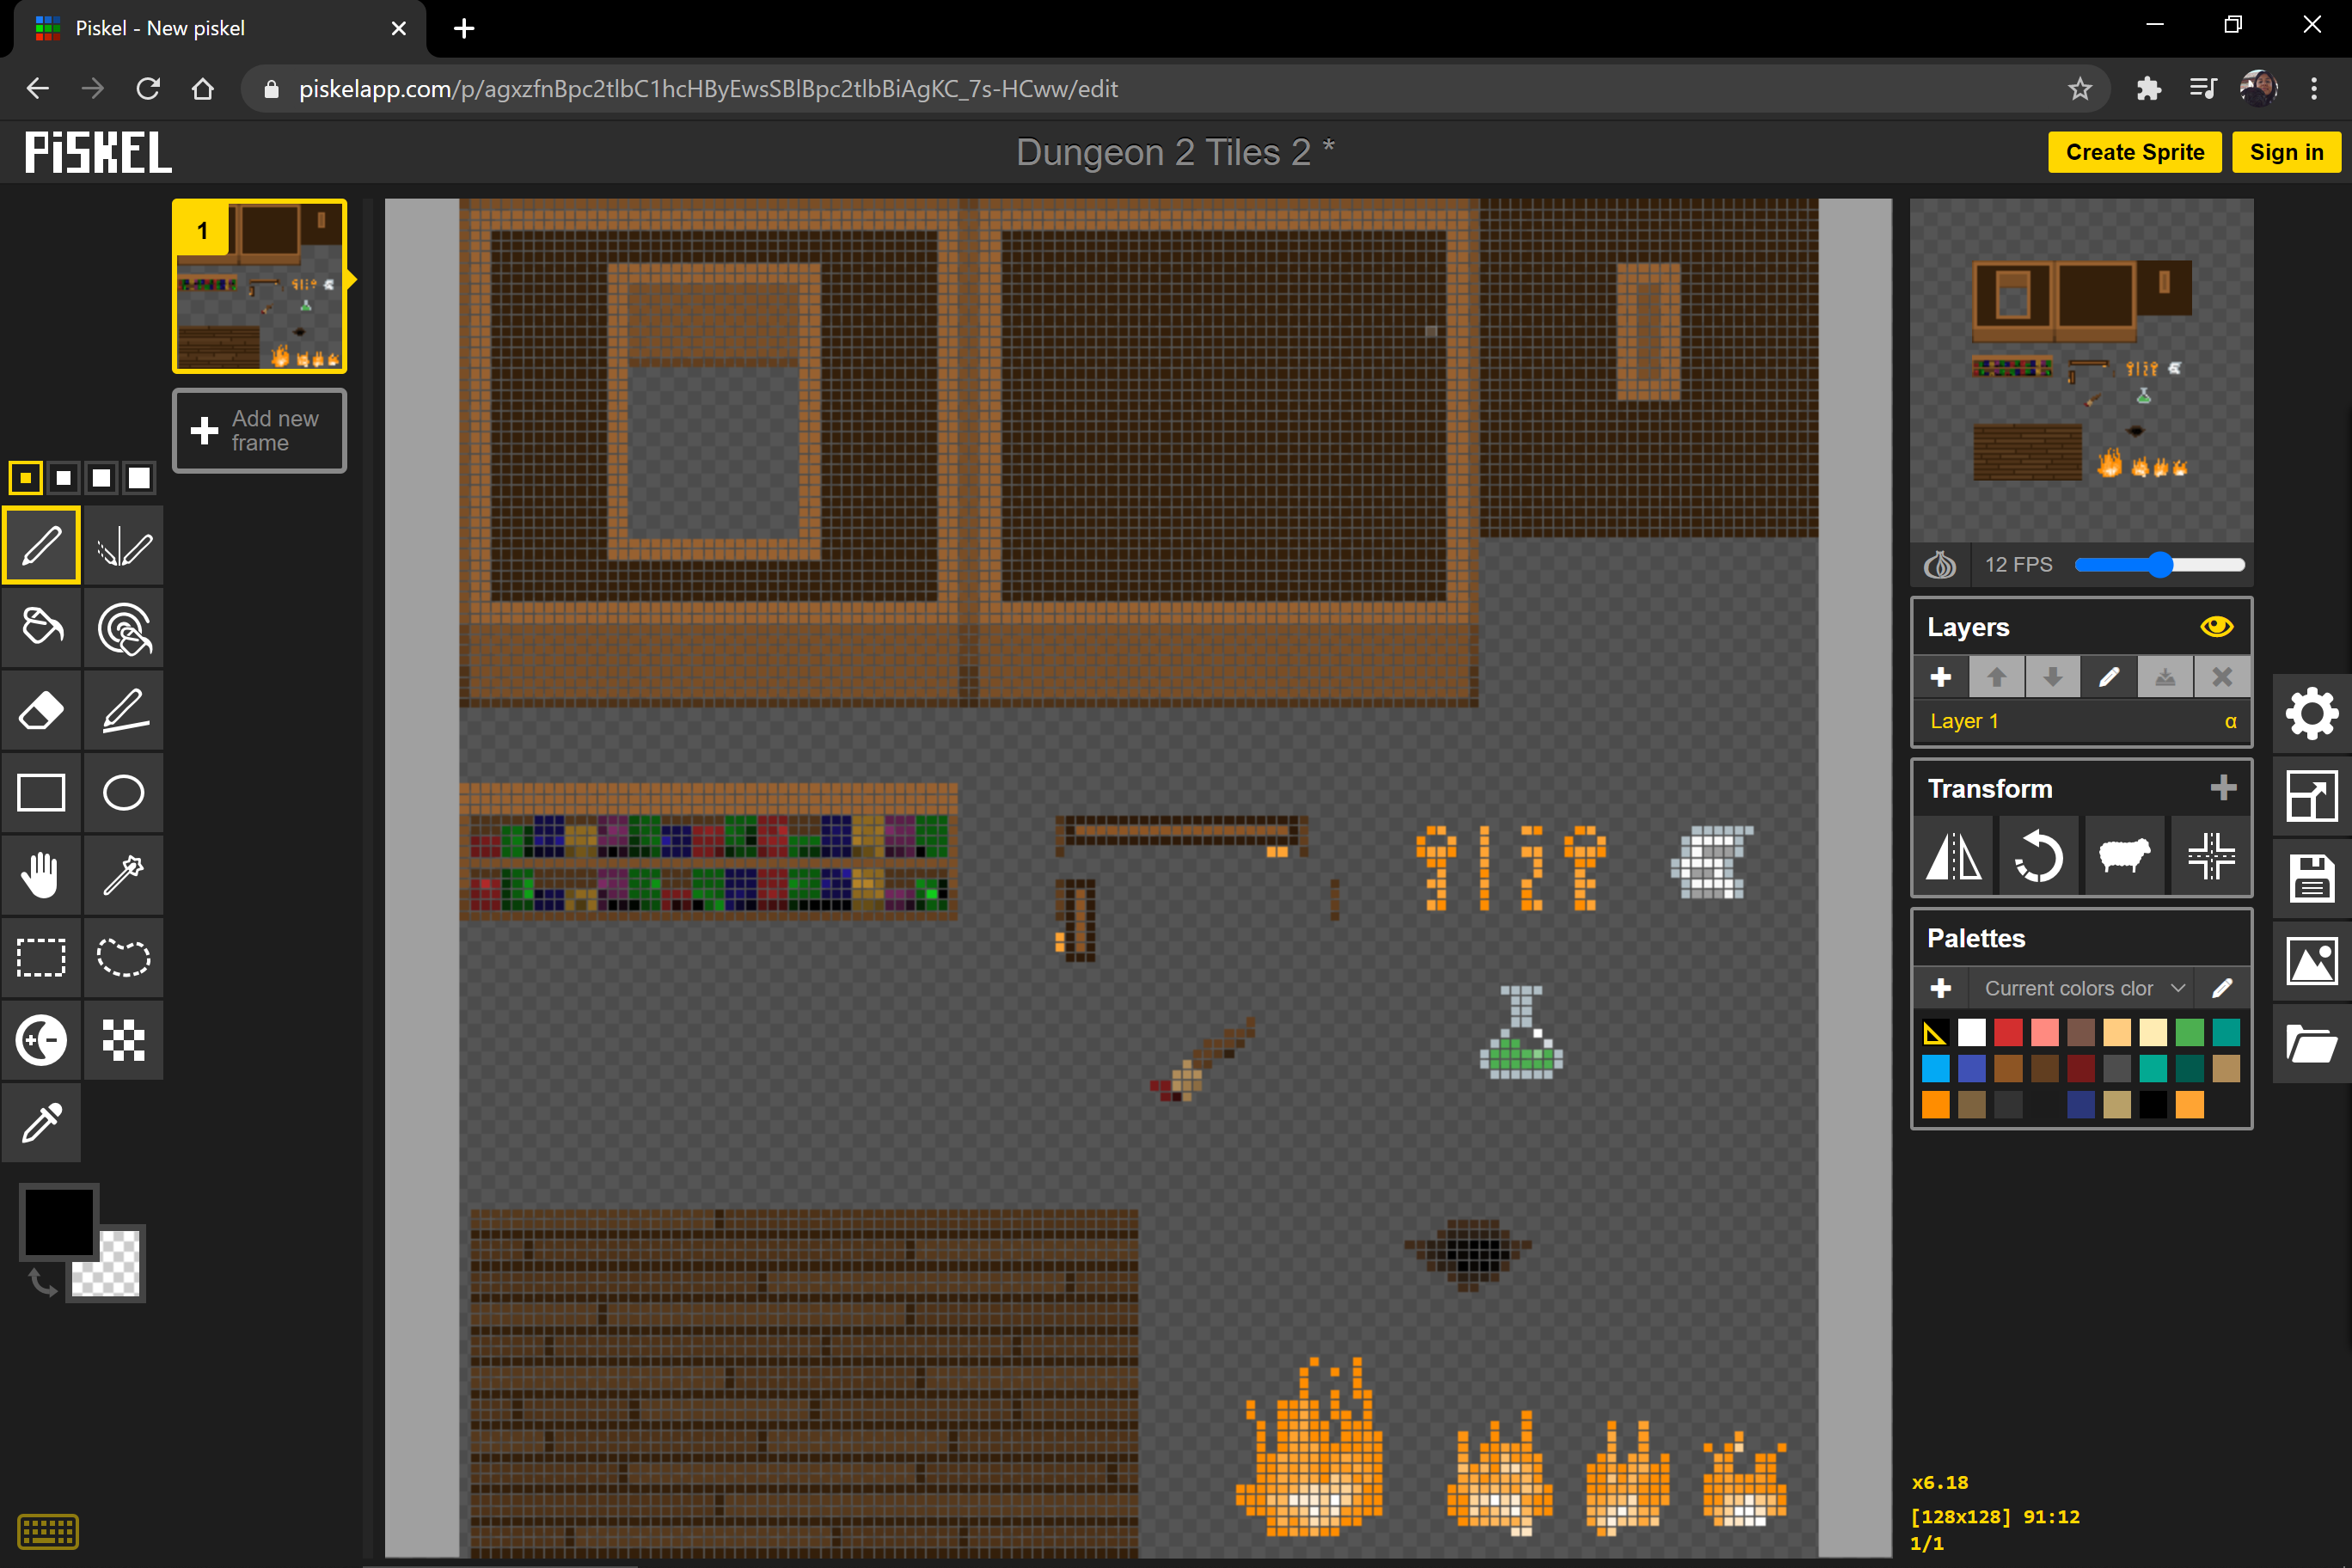 Piskel - New piskel
piskelapp.com/p/agxzfnBpc2tlbC1hcHByEwsSBlBpc2tlbBiAgKC_7s-HCww/edit
PiSKEL
Dungeon 2 Tiles 2 *
Create Sprite
Sign in
1
Add new
frame
12 FPS
Layers
Layer 1
α
Transform
Palettes
Current colors clor
x6.18
[128x128] 91:12
1/1